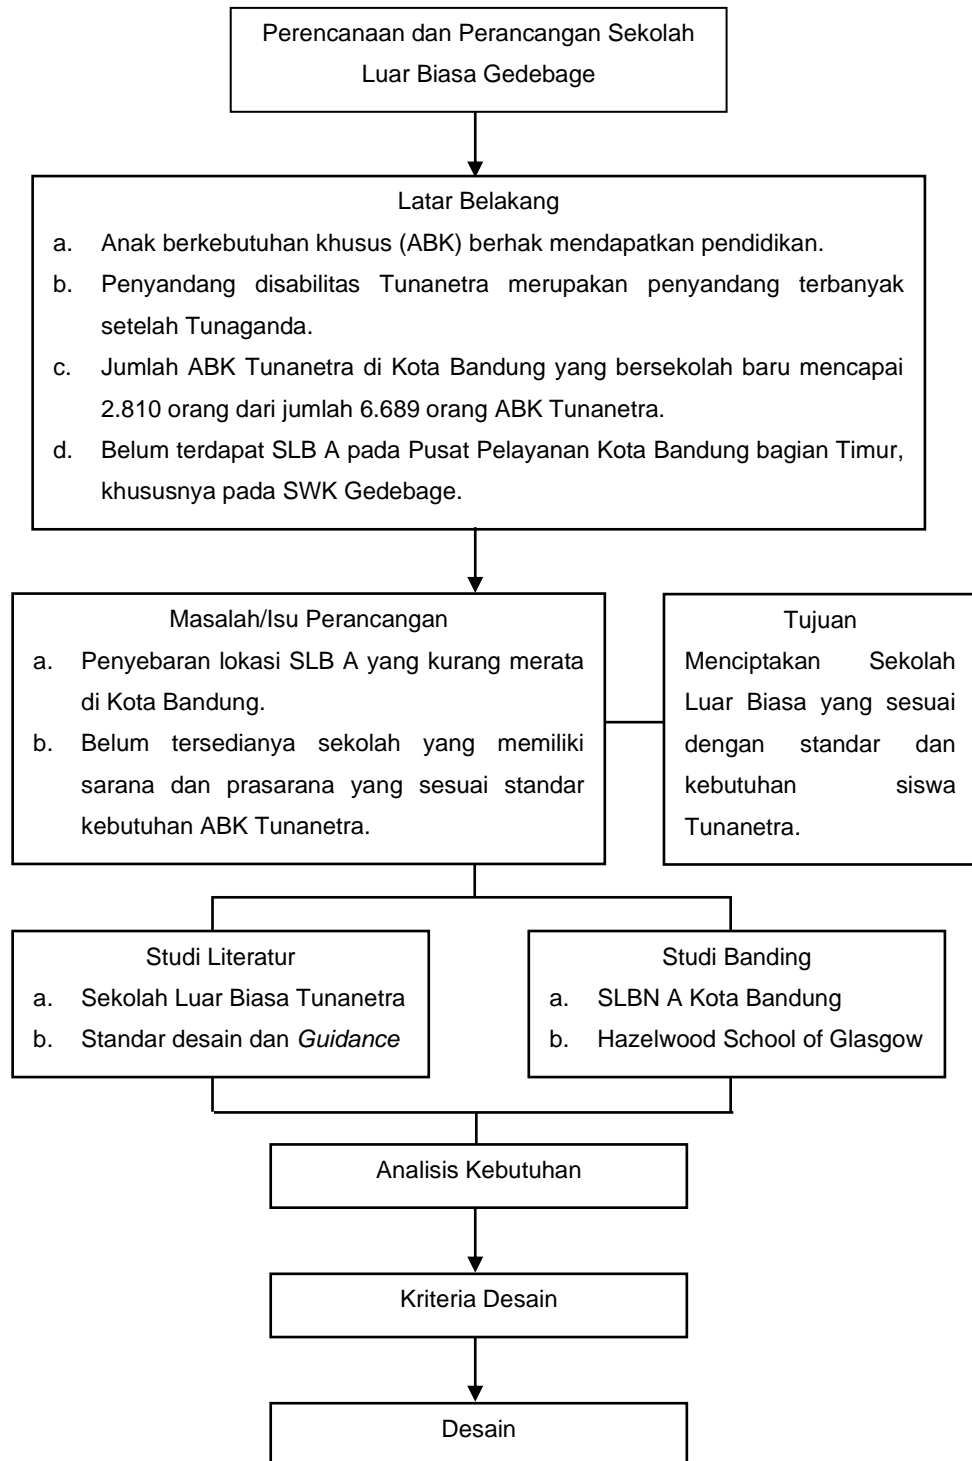 Perencanaan dan Perancangan Sekolah
Luar Biasa Gedebage
Latar Belakang
a. Anak berkebutuhan khusus (ABK) berhak mendapatkan pendidikan.
b. Penyandang disabilitas Tunanetra merupakan penyandang terbanyak
setelah Tunaganda.
c. Jumlah ABK Tunanetra di Kota Bandung yang bersekolah baru mencapai
2.810 orang dari jumlah 6.689 orang ABK Tunanetra.
d. Belum terdapat SLB A pada Pusat Pelayanan Kota Bandung bagian Timur,
khususnya pada SWK Gedebage.
Masalah/Isu Perancangan
a. Penyebaran lokasi SLB A yang kurang merata
di Kota Bandung.
b. Belum tersedianya sekolah yang memiliki
sarana dan prasarana yang sesuai standar
kebutuhan ABK Tunanetra.
Tujuan
Menciptakan Sekolah
Luar Biasa yang sesuai
dengan standar dan
kebutuhan siswa
Tunanetra.
Studi Literatur
a. Sekolah Luar Biasa Tunanetra
b. Standar desain dan Guidance
Studi Banding
a. SLBN A Kota Bandung
b. Hazelwood School of Glasgow
Analisis Kebutuhan
Kriteria Desain
Desain